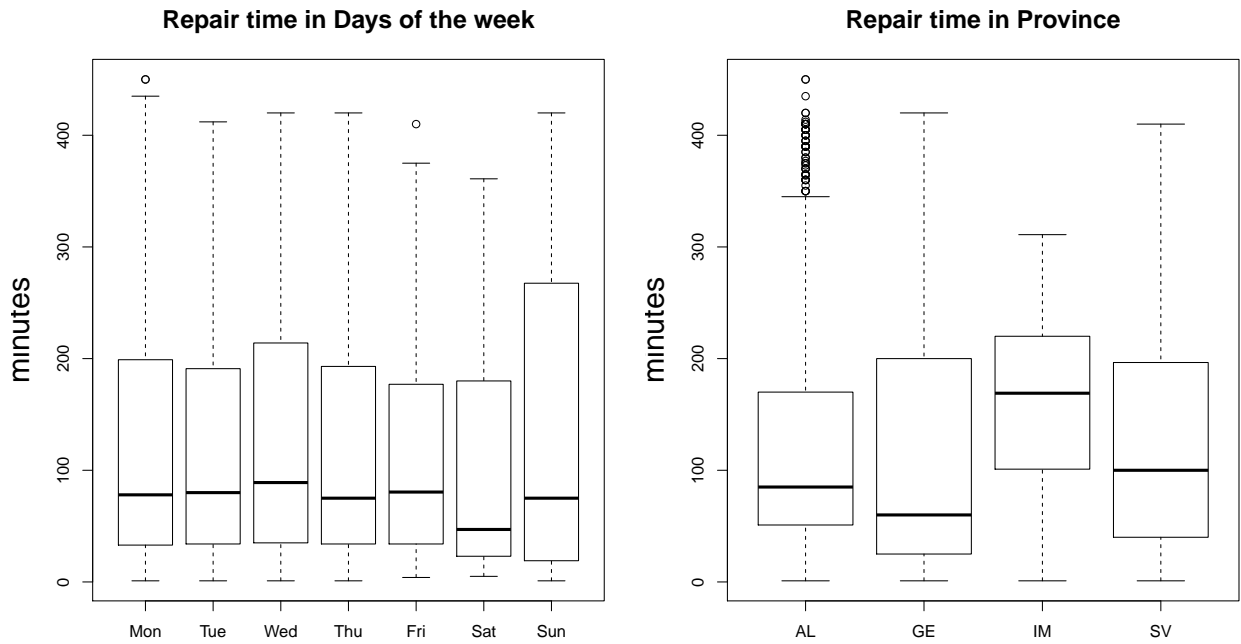 Repair time in Days of the week
minutes
400
300
200
100
0
Mon Tue Wed Thu Fri Sat Sun
Repair time in Province
minutes
400
300
200
100
0
AL GE IM SV